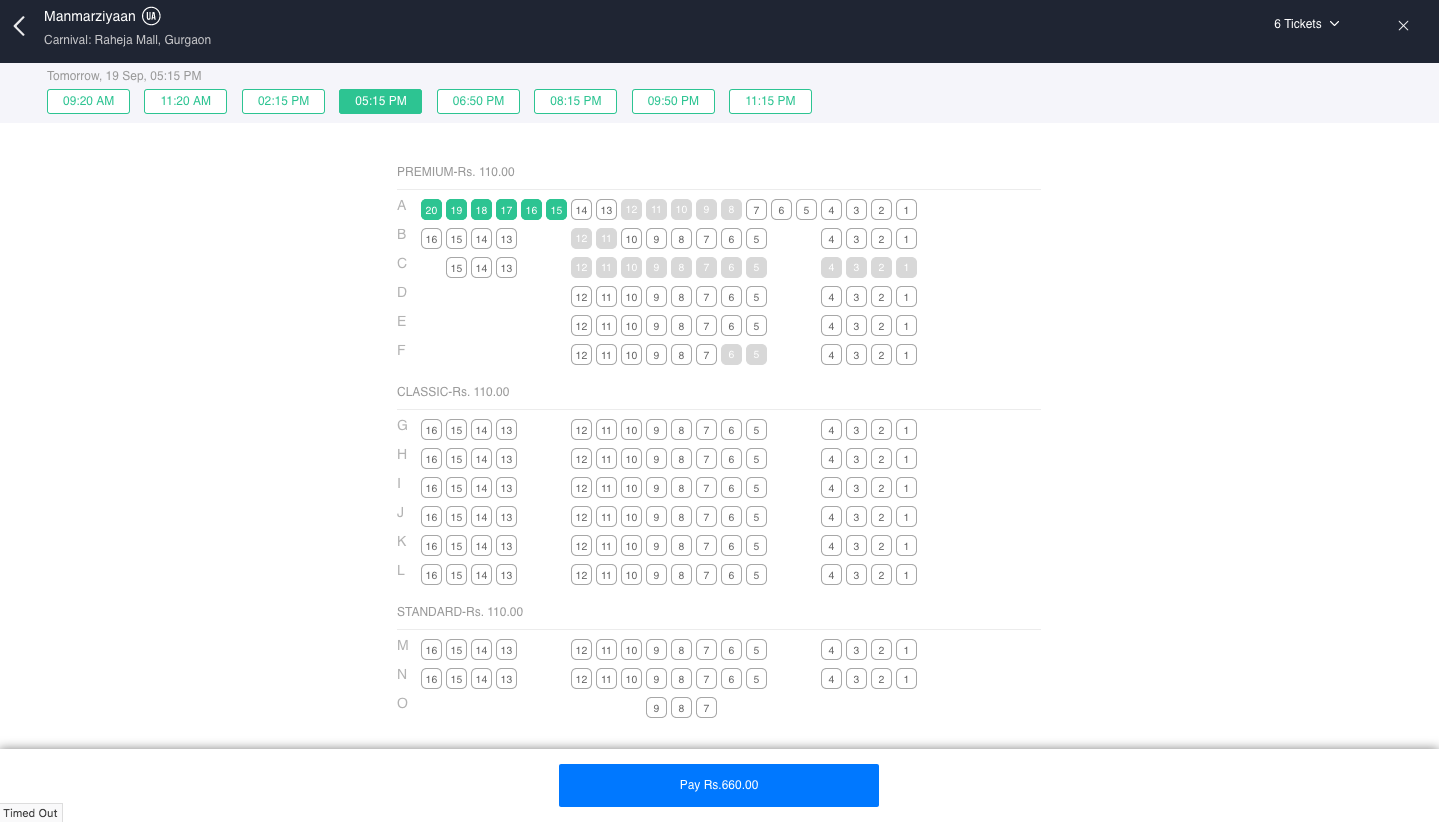 Manmarziyaan UA
6 Tickets
Carnival: Raheja Mall, Gurgaon
Tomorrow, 19 Sep, 05:15 PM
09:20 AM 11:20 AM 02:15 PM 05:15 PM 06:50 PM 08:15 PM 09:50 PM 11:15 PM
PREMIUM-Rs. 110.00
A 20 19 18 17 16 15 14 13 12 11 10 9 8 7 6 5 4 3 2 1
B 16 15 14 13 12 11 10 9 8 7 6 5 4 3 2 1
C 15 14 13 12 11 10 9 8 7 6 5 4 3 2 1
D 12 11 10 9 8 7 6 5 4 3 2 1
E 12 11 10 9 8 7 6 5 4 3 2 1
F 12 11 10 9 8 7 6 5 4 3 2 1
CLASSIC-Rs. 110.00
G 16 15 14 13 12 11 10 9 8 7 6 5 4 3 2 1
H 16 15 14 13 12 11 10 9 8 7 6 5 4 3 2 1
I 16 15 14 13 12 11 10 9 8 7 6 5 4 3 2 1
J 16 15 14 13 12 11 10 9 8 7 6 5 4 3 2 1
K 16 15 14 13 12 11 10 9 8 7 6 5 4 3 2 1
L 16 15 14 13 12 11 10 9 8 7 6 5 4 3 2 1
STANDARD-Rs. 110.00
M 16 15 14 13 12 11 10 9 8 7 6 5 4 3 2 1
N 16 15 14 13 12 11 10 9 8 7 6 5 4 3 2 1
O 9 8 7
Pay Rs.660.00
Timed Out